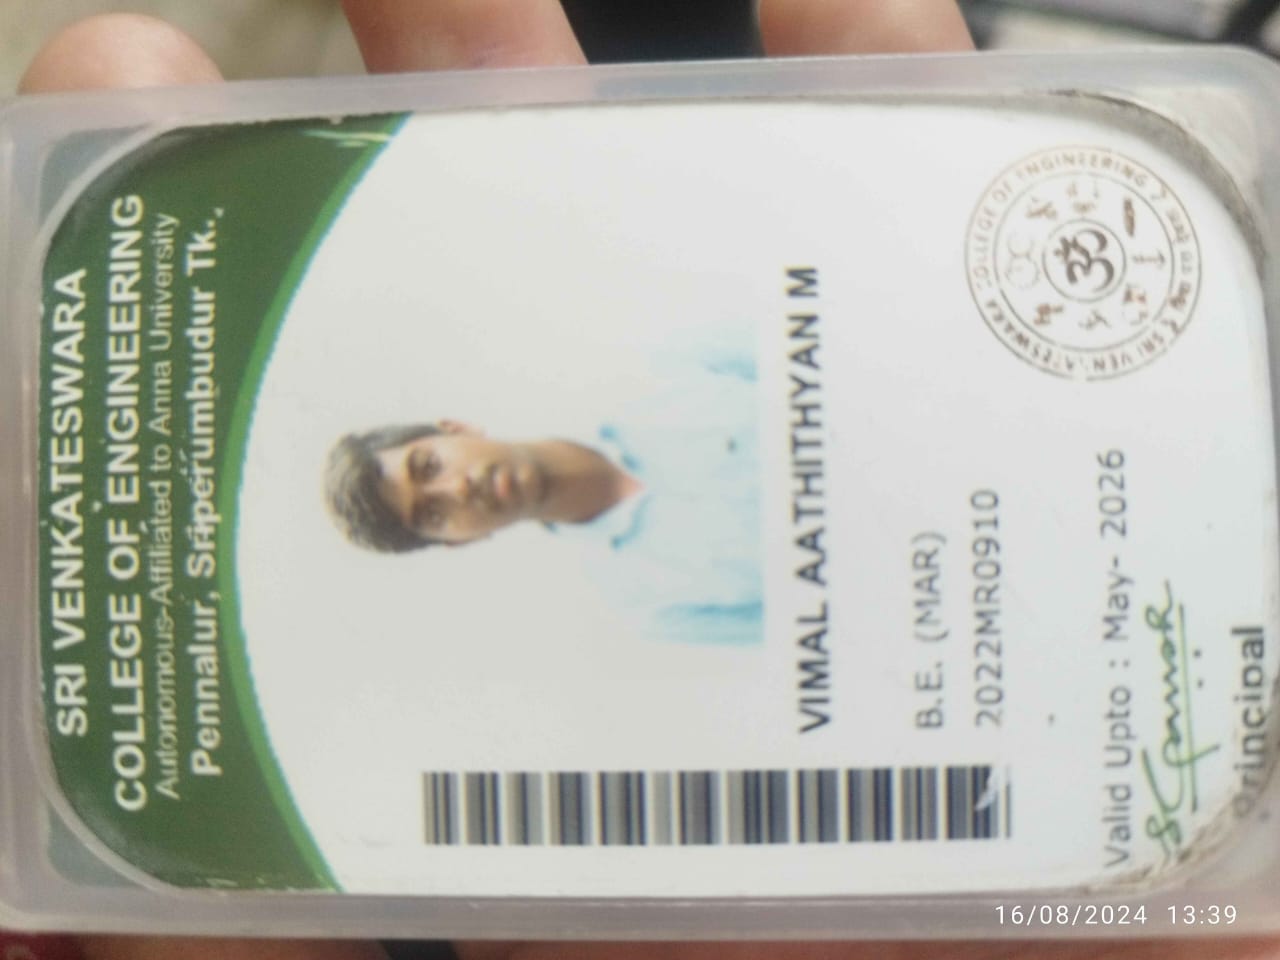 SRI VENKATESWARA
COLLEGE OF ENGINEERING
Autonomous-Affiliated to Anna University
Pennalur, Sriperumbudur Tk.
VIMAL AATHITHYAN M
B.E. (MAR)
2022MR0910
Valid Upto : May- 2026
Principal
SRI VENKATESWARA COLLEGE OF ENGINEERING
ॐ
16/08/2024 13:39